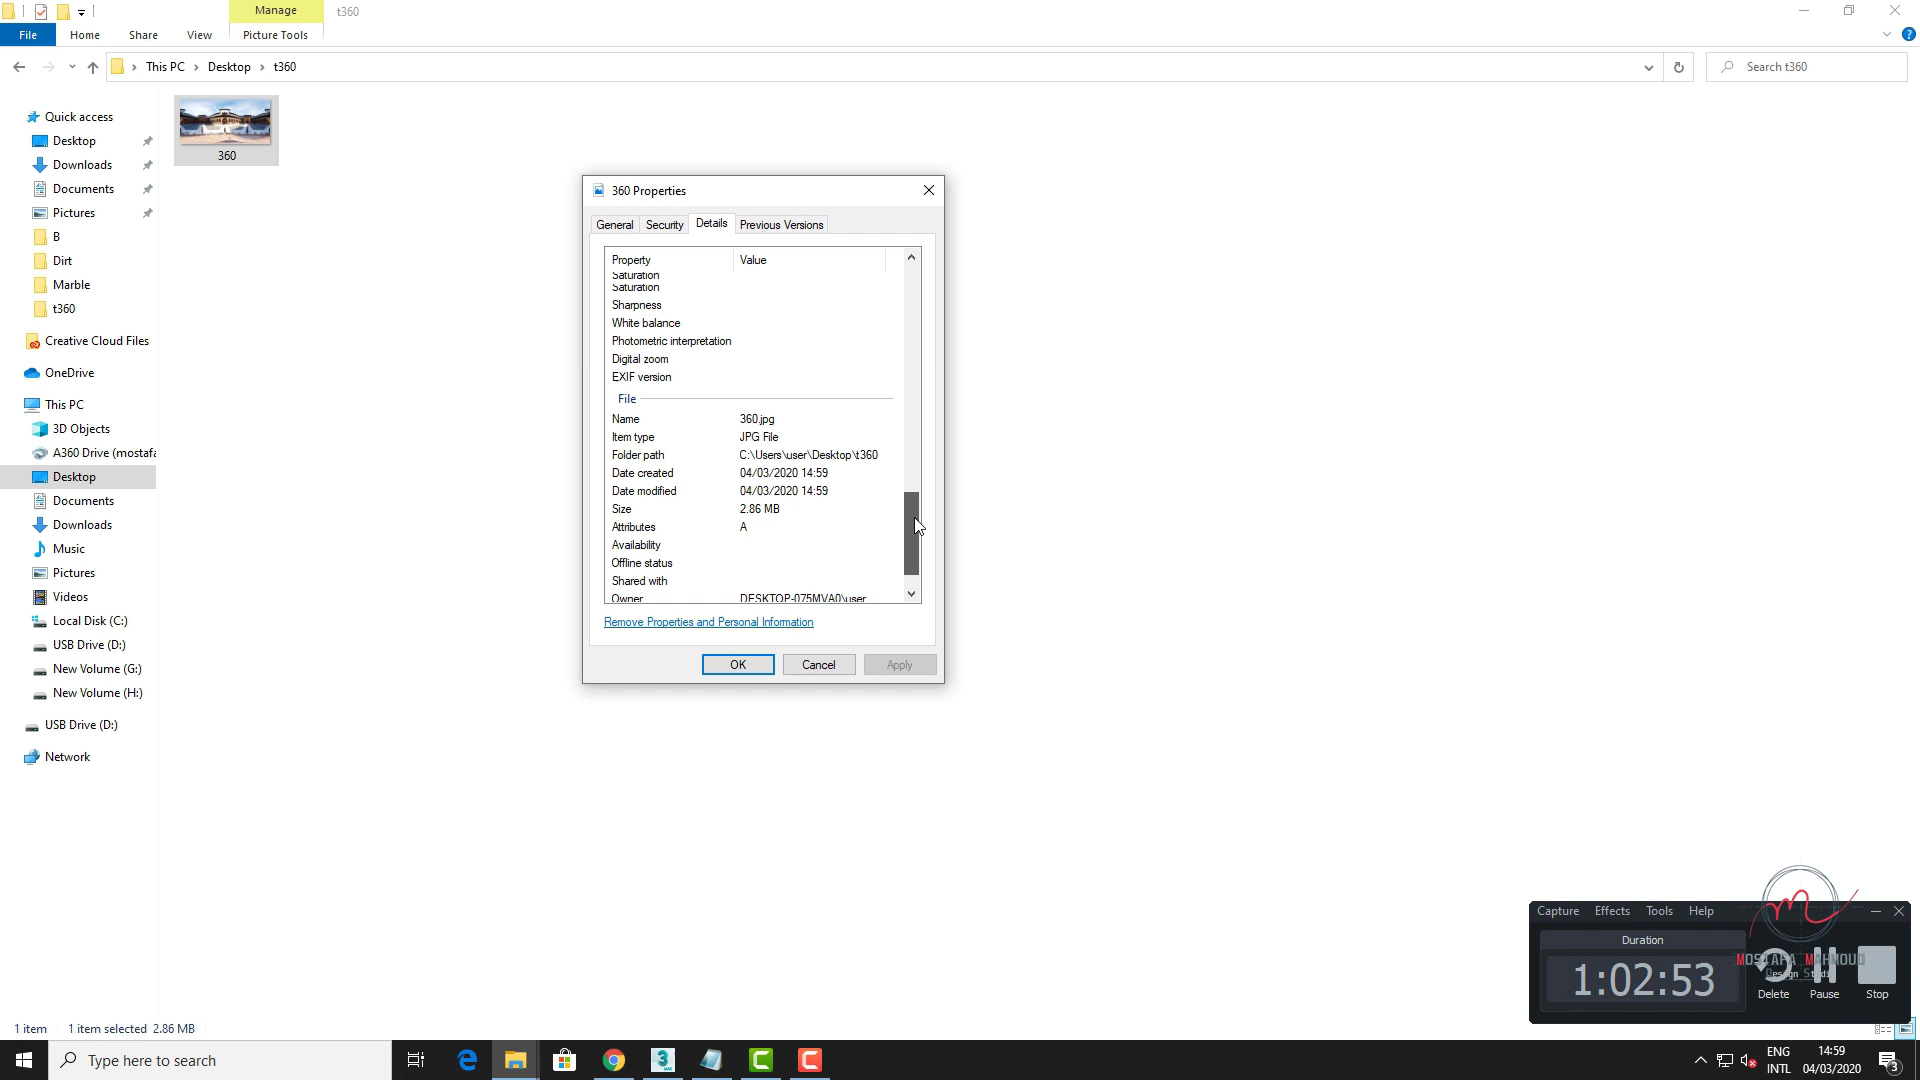 Manage
t360
File
Home
Share
View
Picture Tools
This PC
Desktop
t360
Search t360
Quick access
Desktop
Downloads
Documents
Pictures
B
Dirt
Marble
t360
Creative Cloud Files
OneDrive
This PC
3D Objects
A360 Drive (mostafa
Desktop
Documents
Downloads
Music
Pictures
Videos
Local Disk (C:)
USB Drive (D:)
New Volume (G:)
New Volume (H:)
USB Drive (D:)
Network
360
360 Properties
General
Security
Details
Previous Versions
Property Value
Saturation
Saturation
Sharpness
White balance
Photometric interpretation
Digital zoom
EXIF version
File
Name 360.jpg
Item type JPG File
Folder path C:\Users\user\Desktop\t360
Date created 04/03/2020 14:59
Date modified 04/03/2020 14:59
Size 2.86 MB
Attributes A
Availability
Offline status
Shared with
Owner DESKTOP-075MVA0\user
Remove Properties and Personal Information
OK
Cancel
Apply
Capture Effects Tools Help
Duration
1:02:53
MOSTAFA MAHMOUD
Design Studio
Delete
Pause
Stop
1 item
1 item selected 2.86 MB
Type here to search
ENG
INTL
14:59
04/03/2020
3